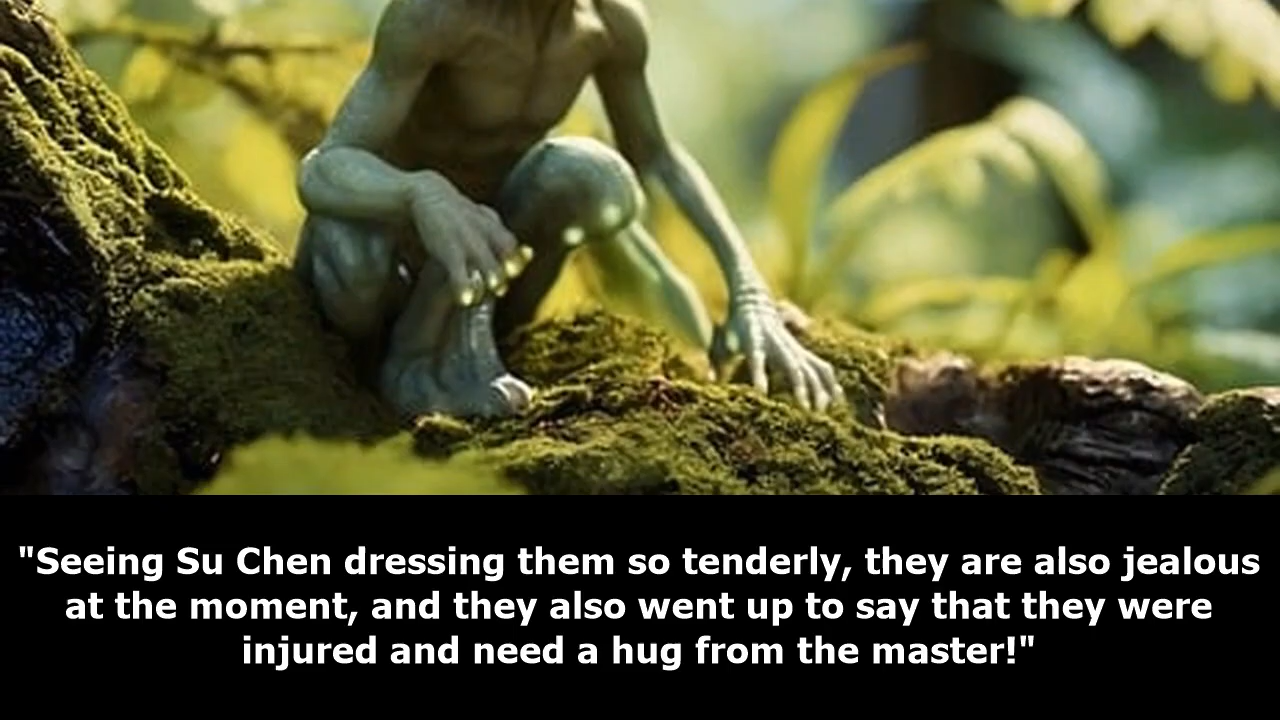 "Seeing Su Chen dressing them so tenderly, they are also jealous
at the moment, and they also went up to say that they were
injured and need a hug from the master!"